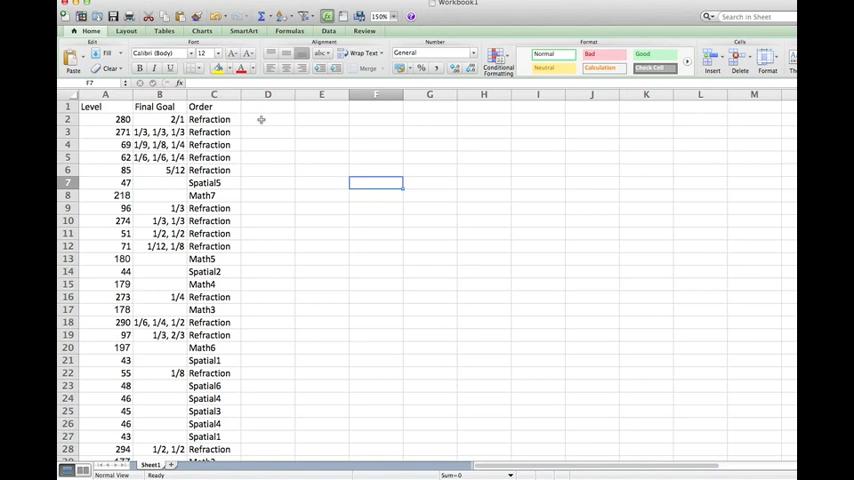 Workbook1
150%
Search in Sheet
Home Layout Tables Charts SmartArt Formulas Data Review
Edit Font Alignment Number Format Cells
Fill Calibri (Body) 12 abc Wrap Text General Normal Bad Good
Paste Clear B I U A Merge % Conditional Formatting Neutral Calculation Check Cell Insert Delete Format
F7 fx
A B C D E F G H I J K L M
1 Level Final Goal Order
2 280 2/1 Refraction
3 271 1/3, 1/3, 1/3 Refraction
4 69 1/9, 1/8, 1/4 Refraction
5 62 1/6, 1/6, 1/4 Refraction
6 85 5/12 Refraction
7 47 Spatial5
8 218 Math7
9 96 1/3 Refraction
10 274 1/3, 1/3 Refraction
11 51 1/2, 1/2 Refraction
12 71 1/12, 1/8 Refraction
13 180 Math5
14 44 Spatial2
15 179 Math4
16 273 1/4 Refraction
17 178 Math3
18 290 1/6, 1/4, 1/2 Refraction
19 97 1/3, 2/3 Refraction
20 197 Math6
21 43 Spatial1
22 55 1/8 Refraction
23 48 Spatial6
24 46 Spatial4
25 45 Spatial3
26 46 Spatial4
27 43 Spatial1
28 294 1/2, 1/2 Refraction
Sheet1
Normal View Ready Sum=0